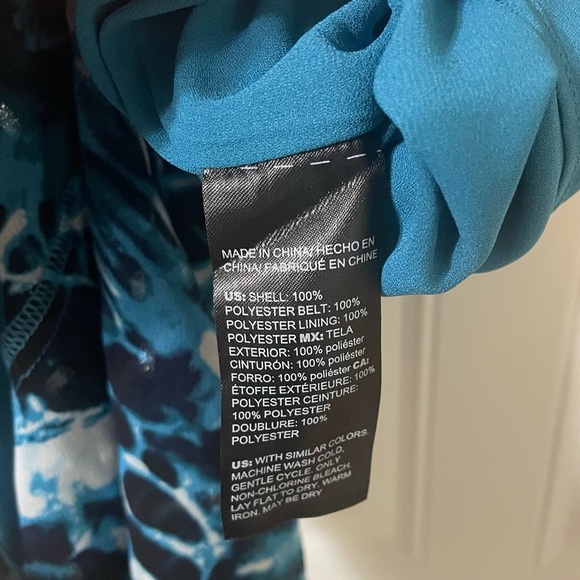 MADE IN CHINA/ HECHO EN
CHINA/ FABRIQUÉ EN CHINE
US: SHELL: 100%
POLYESTER BELT: 100%
POLYESTER LINING: 100%
POLYESTER MX: TELA
EXTERIOR: 100% poliéster
CINTURÓN: 100% poliéster
FORRO: 100% poliéster CA:
ÉTOFFE EXTÉRIEURE: 100%
POLYESTER CEINTURE:
100% POLYESTER
DOUBLURE: 100%
POLYESTER
US: WITH SIMILAR COLORS.
MACHINE WASH COLD,
GENTLE CYCLE. ONLY
NON-CHLORINE BLEACH.
LAY FLAT TO DRY. WARM
IRON. MAY BE DRY